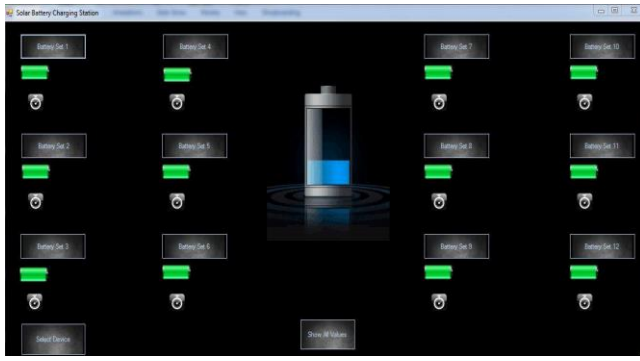 Solar Battery Charging Station
Battery Set 1
Battery Set 4
Battery Set 7
Battery Set 10
Battery Set 2
Battery Set 5
Battery Set 8
Battery Set 11
Battery Set 3
Battery Set 6
Battery Set 9
Battery Set 12
Select Device
Show All Values